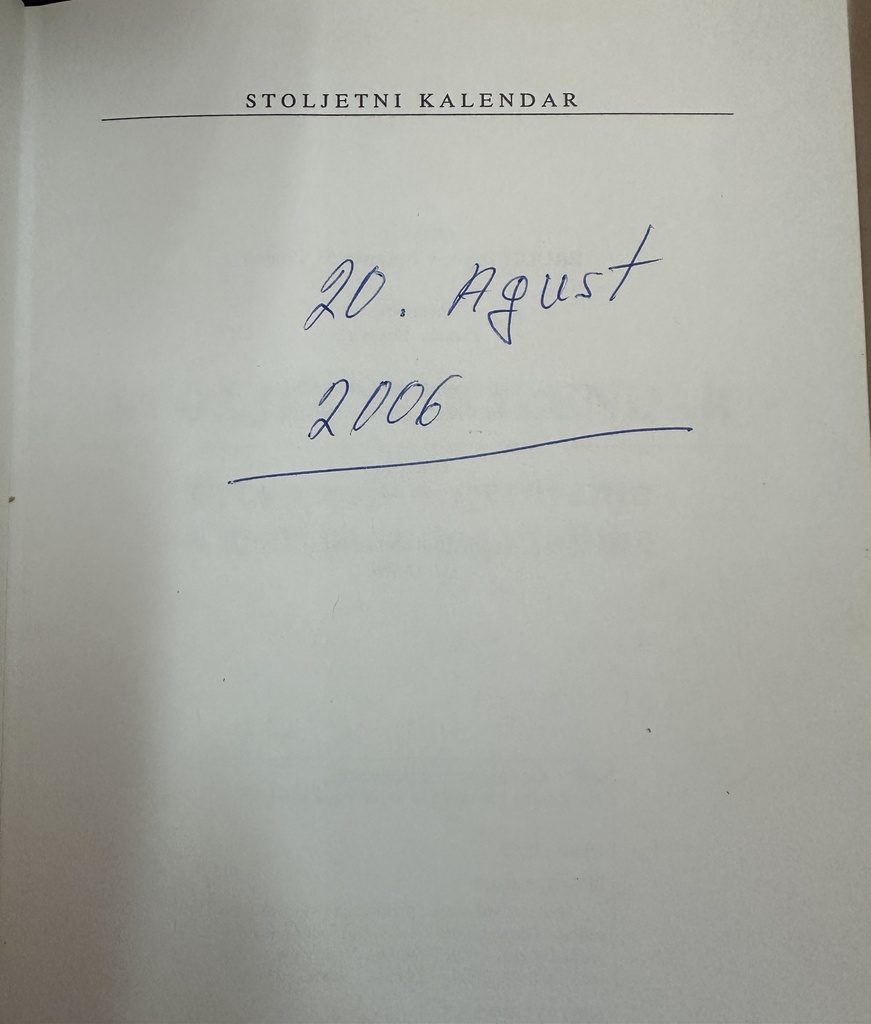 STOLJETNI KALENDAR
20. Agust
2006